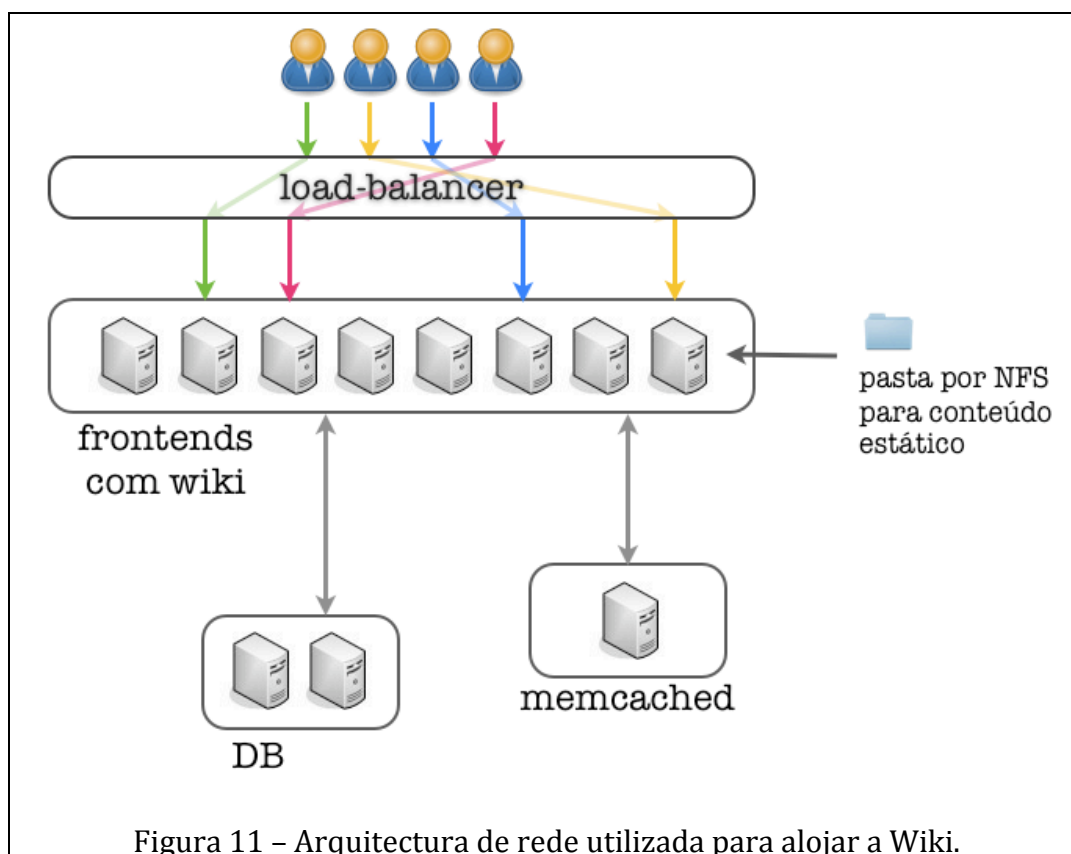 load-balancer
frontends
com wiki
pasta por NFS
para conteúdo
estático
memcached
DB
Figura 11 – Arquitectura de rede utilizada para alojar a Wiki.